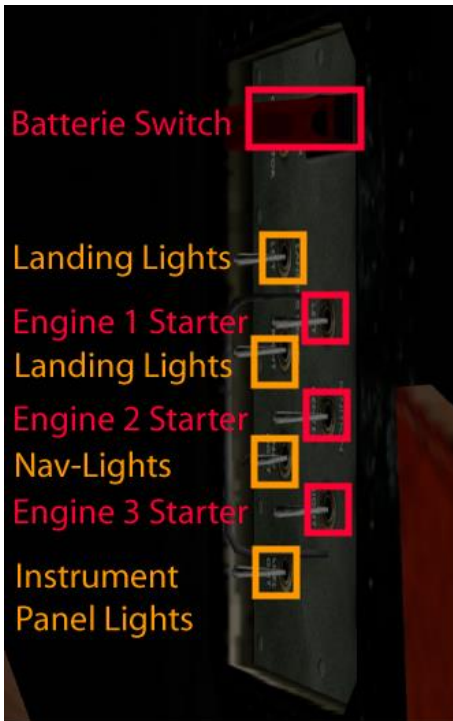 Batterie Switch
Landing Lights
Engine 1 Starter
Landing Lights
Engine 2 Starter
Nav-Lights
Engine 3 Starter
Instrument
Panel Lights